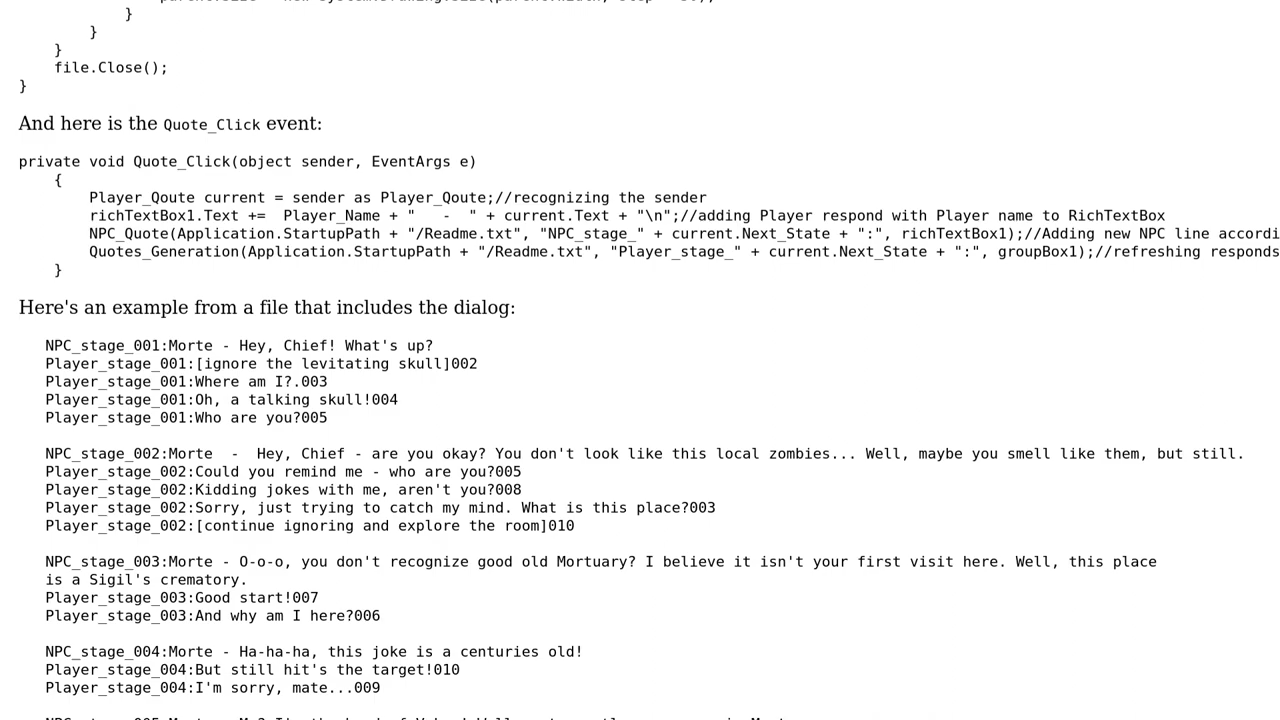 }
}
}
file.Close();
}
And here is the Quote_Click event:
private void Quote_Click(object sender, EventArgs e)
{
Player_Qoute current = sender as Player_Qoute;//recognizing the sender
richTextBox1.Text +=  Player_Name + "   -  " + current.Text + "\n";//adding Player respond with Player name to RichTextBox
NPC_Quote(Application.StartupPath + "/Readme.txt", "NPC_stage_" + current.Next_State + ":", richTextBox1);//Adding new NPC line accordi
Quotes_Generation(Application.StartupPath + "/Readme.txt", "Player_stage_" + current.Next_State + ":", groupBox1);//refreshing responds
}
Here's an example from a file that includes the dialog:
NPC_stage_001:Morte - Hey, Chief! What's up?
Player_stage_001:[ignore the levitating skull]002
Player_stage_001:Where am I?.003
Player_stage_001:Oh, a talking skull!004
Player_stage_001:Who are you?005
NPC_stage_002:Morte  -  Hey, Chief - are you okay? You don't look like this local zombies... Well, maybe you smell like them, but still.
Player_stage_002:Could you remind me - who are you?005
Player_stage_002:Kidding jokes with me, aren't you?008
Player_stage_002:Sorry, just trying to catch my mind. What is this place?003
Player_stage_002:[continue ignoring and explore the room]010
NPC_stage_003:Morte - O-o-o, you don't recognize good old Mortuary? I believe it isn't your first visit here. Well, this place
is a Sigil's crematory.
Player_stage_003:Good start!007
Player_stage_003:And why am I here?006
NPC_stage_004:Morte - Ha-ha-ha, this joke is a centuries old!
Player_stage_004:But still hit's the target!010
Player_stage_004:I'm sorry, mate...009